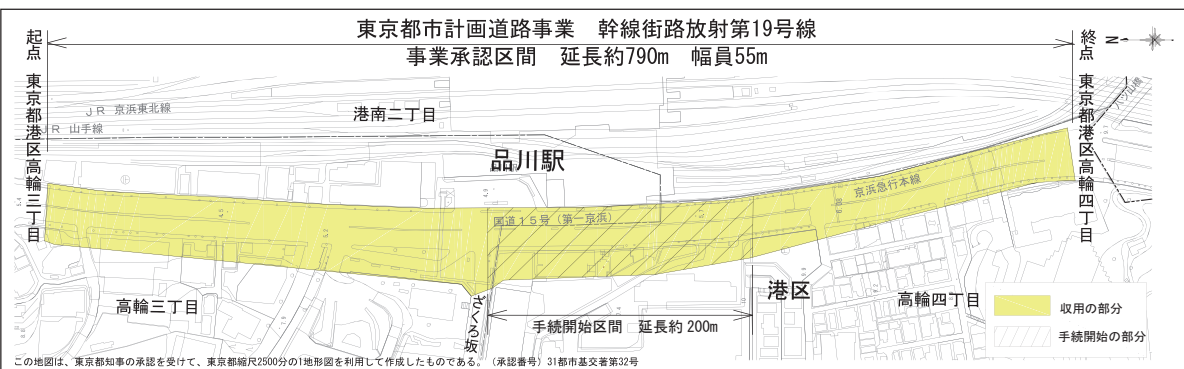 東京都市計画道路事業　幹線街路放射第19号線
事業承認区間　延長約790m　幅員55m
起点　東京都港区高輪三丁目
終点　東京都港区高輪四丁目
N
JR 京浜東北線
JR 山手線
港南二丁目
品川駅
八ツ山線
京浜急行本線
国道15号（第一京浜）
高輪三丁目
ざくろ坂
手続開始区間　延長約200m
港区
高輪四丁目
収用の部分
手続開始の部分
この地図は、東京都知事の承認を受けて、東京都縮尺2500分の1地形図を利用して作成したものである。（承認番号）31都市基交著第32号